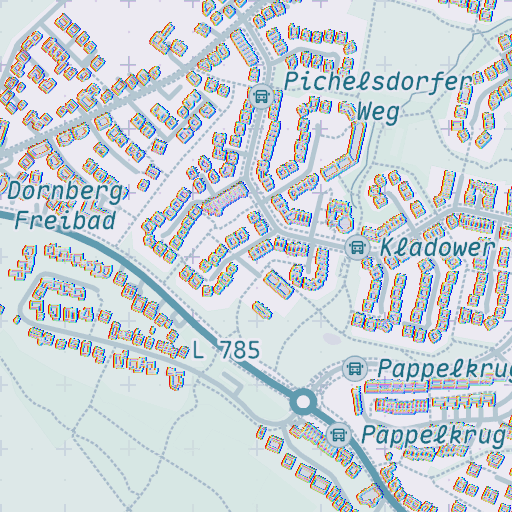 Pichelsdorfer
Weg
Dornberg
Freibad
Kladower
L 785
Pappelkrug
Pappelkrug